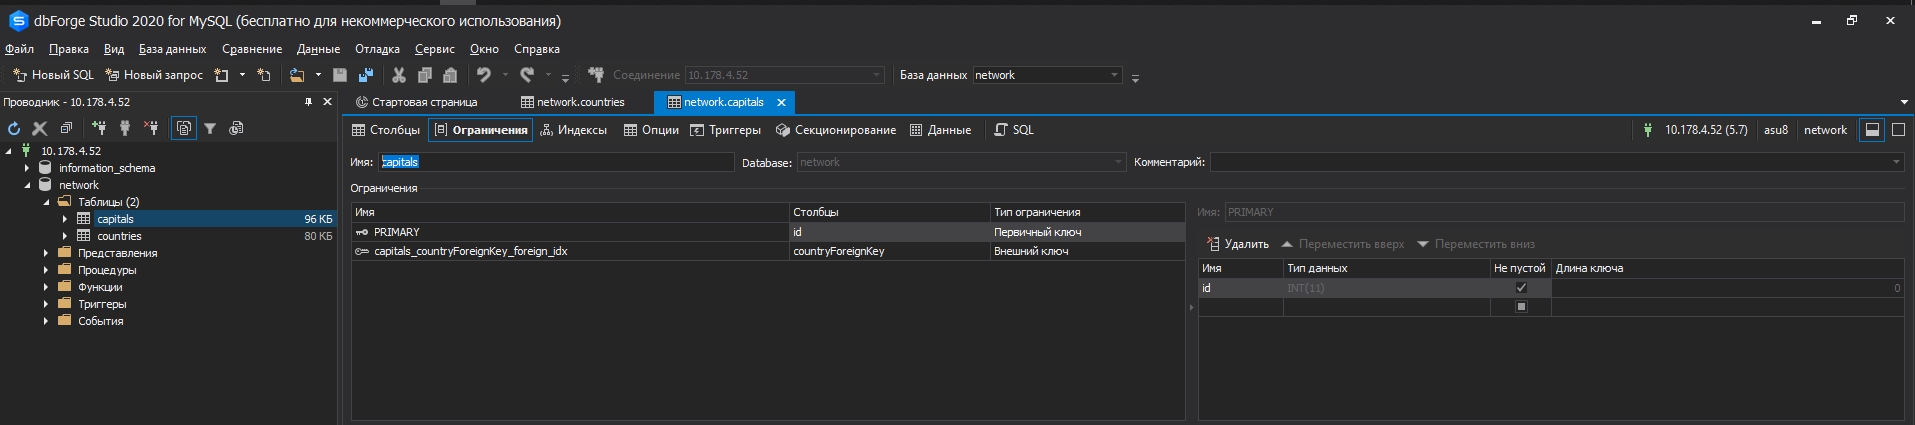 dbForge Studio 2020 for MySQL (бесплатно для некоммерческого использования)
Файл Правка Вид База данных Сравнение Данные Отладка Сервис Окно Справка
Новый SQL Новый запрос Соединение 10.178.4.52 База данных network
Проводник - 10.178.4.52
Стартовая страница network.countries network.capitals
Столбцы Ограничения Индексы Опции Триггеры Секционирование Данные SQL 10.178.4.52 (5.7) asu8 network
10.178.4.52
information_schema
network
Таблицы (2)
capitals 96 КБ
countries 80 КБ
Представления
Процедуры
Функции
Триггеры
События
Имя: capitals Database: network Комментарий:
Ограничения
Имя Столбцы Тип ограничения
PRIMARY id Первичный ключ
capitals_countryForeignKey_foreign_idx countryForeignKey Внешний ключ
Имя: PRIMARY
Удалить Переместить вверх Переместить вниз
Имя Тип данных Не пустой Длина ключа
id INT(11) 0